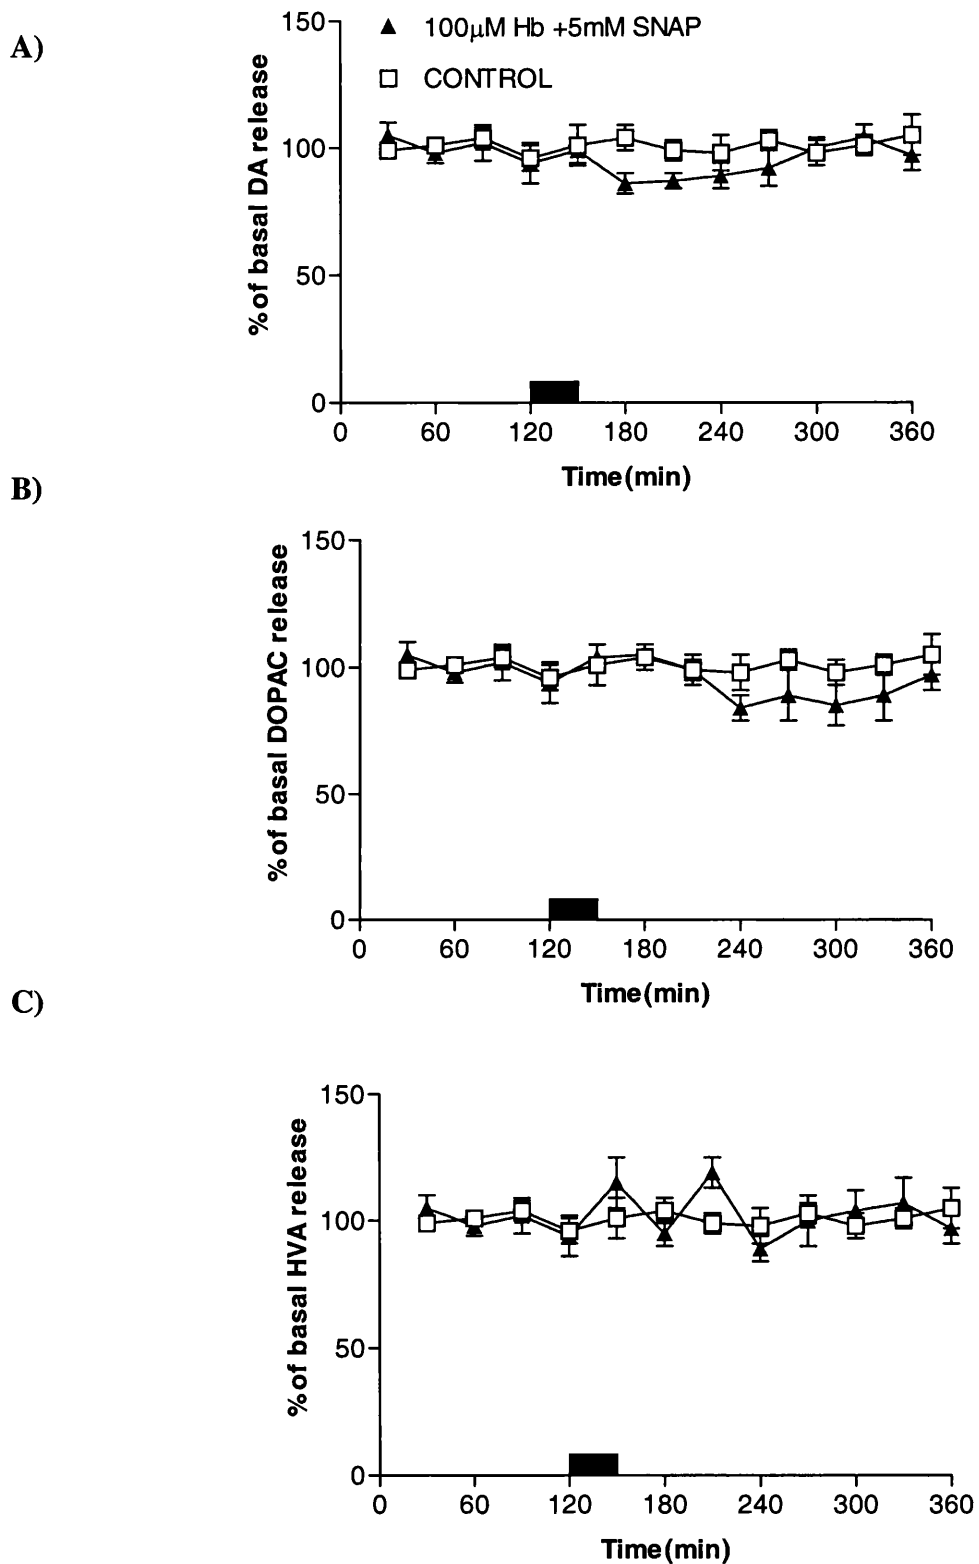 A)
150
100µM Hb +5mM SNAP
CONTROL
100
50
0
% of basal DA release
0 60 120 180 240 300 360
Time(min)
B)
150
100
50
0
% of basal DOPAC release
0 60 120 180 240 300 360
Time(min)
C)
150
100
50
0
% of basal HVA release
0 60 120 180 240 300 360
Time(min)